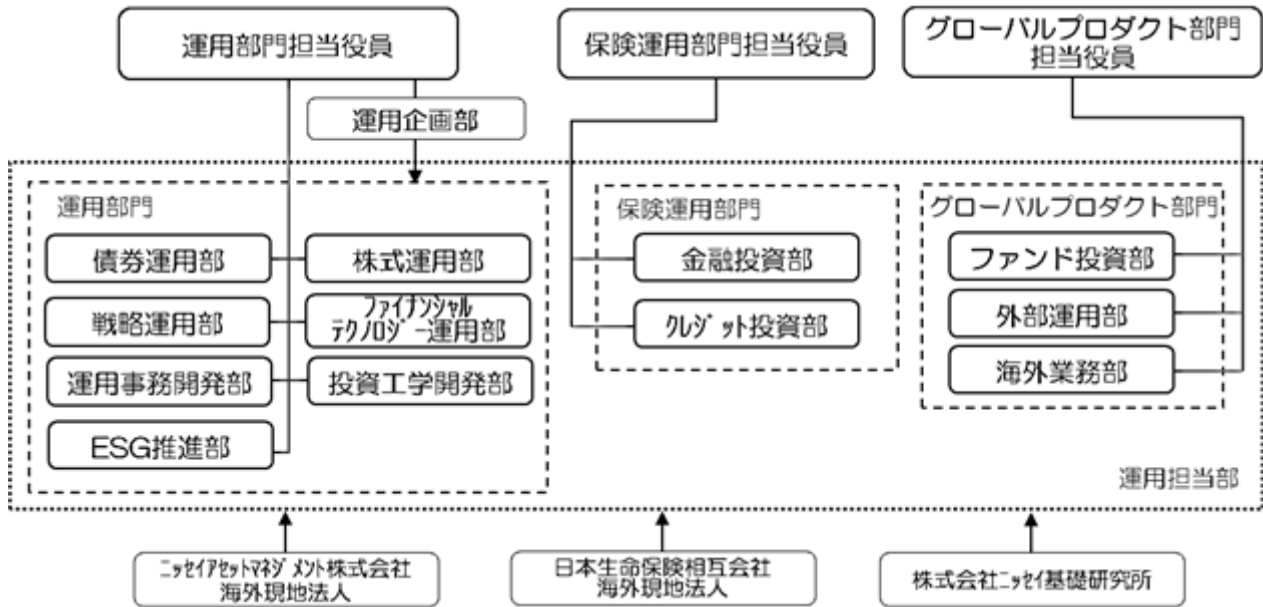 運用部門担当役員
保険運用部門担当役員
グローバルプロダクト部門
担当役員
運用企画部
運用部門
債券運用部
株式運用部
戦略運用部
ファイナンシャル
テクノロジー運用部
運用事務開発部
投資工学開発部
ESG推進部
保険運用部門
金融投資部
クレジット投資部
グローバルプロダクト部門
ファンド投資部
外部運用部
海外業務部
運用担当部
ニッセイアセットマネジメント株式会社
海外現地法人
日本生命保険相互会社
海外現地法人
株式会社ニッセイ基礎研究所